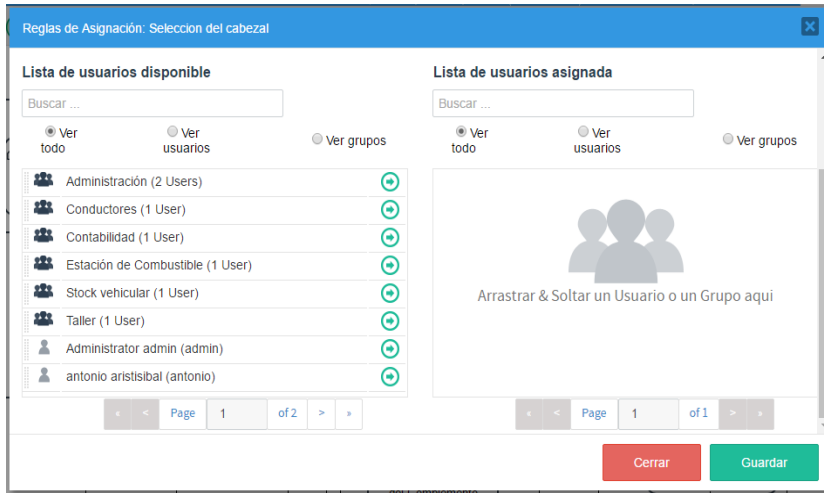 Reglas de Asignación: Seleccion del cabezal
Lista de usuarios disponible
Buscar ...
Ver todo
Ver usuarios
Ver grupos
Administración (2 Users)
Conductores (1 User)
Contabilidad (1 User)
Estación de Combustible (1 User)
Stock vehicular (1 User)
Taller (1 User)
Administrator admin (admin)
antonio aristisibal (antonio)
« < Page 1 of 2 > »
Lista de usuarios asignada
Buscar ...
Ver todo
Ver usuarios
Ver grupos
Arrastrar & Soltar un Usuario o un Grupo aqui
« < Page 1 of 1 > »
Cerrar
Guardar